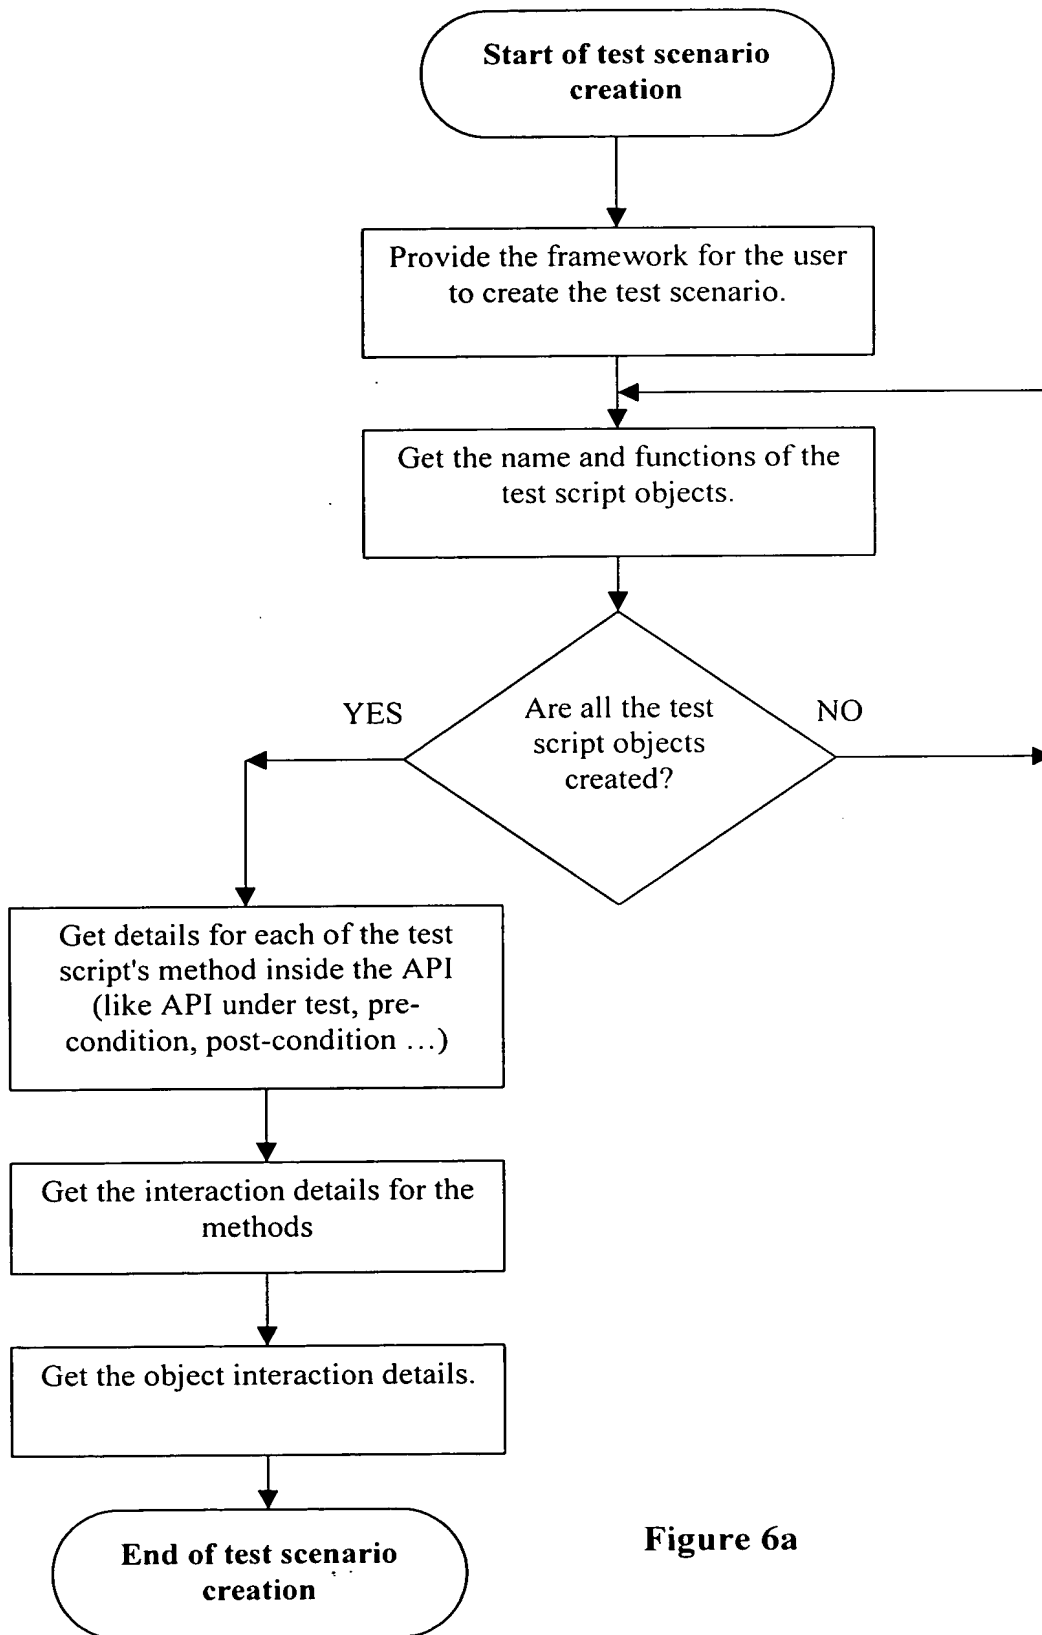 Start of test scenario
creation
Provide the framework for the user
to create the test scenario.
Get the name and functions of the
test script objects.
YES
Are all the test
script objects
created?
NO
Get details for each of the test
script's method inside the API
(like API under test, pre-
condition, post-condition ...)
Get the interaction details for the
methods
Get the object interaction details.
End of test scenario
creation
Figure 6a